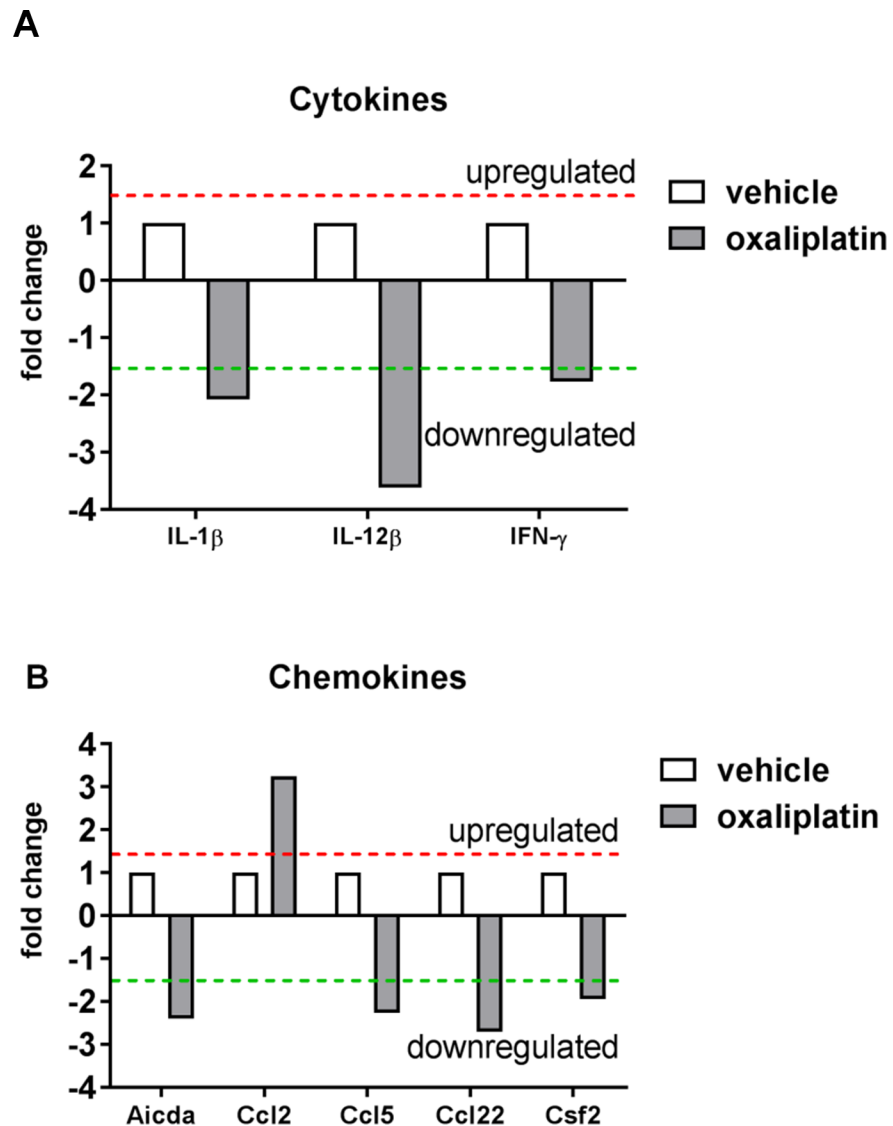 A
Cytokines
fold change
2
1
0
-1
-2
-3
-4
upregulated
downregulated
vehicle
oxaliplatin
IL-1β
IL-12β
IFN-γ
B
Chemokines
fold change
4
3
2
1
0
-1
-2
-3
-4
upregulated
downregulated
vehicle
oxaliplatin
Aicda
Ccl2
Ccl5
Ccl22
Csf2